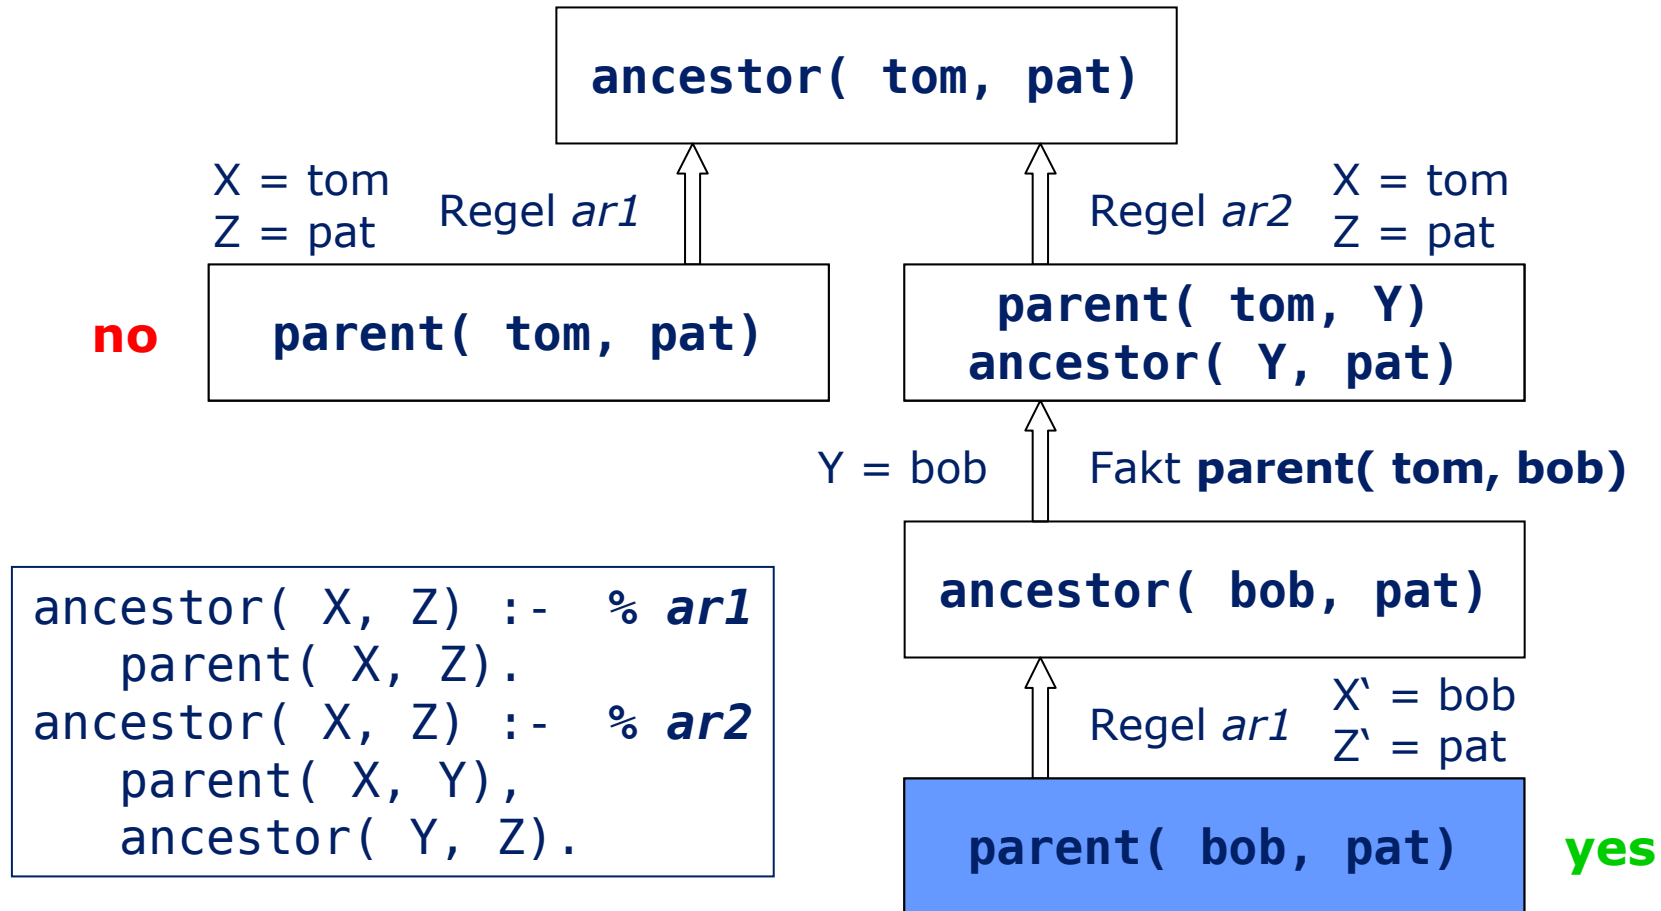 ancestor( tom, pat)
X = tom
Z = pat
Regel ar1
Regel ar2
X = tom
Z = pat
no
parent( tom, pat)
parent( tom, Y)
ancestor( Y, pat)
Y = bob
Fakt parent( tom, bob)
ancestor( bob, pat)
ancestor( X, Z) :- % ar1
parent( X, Z).
ancestor( X, Z) :- % ar2
parent( X, Y),
ancestor( Y, Z).
Regel ar1
X‵ = bob
Z‵ = pat
parent( bob, pat)
yes